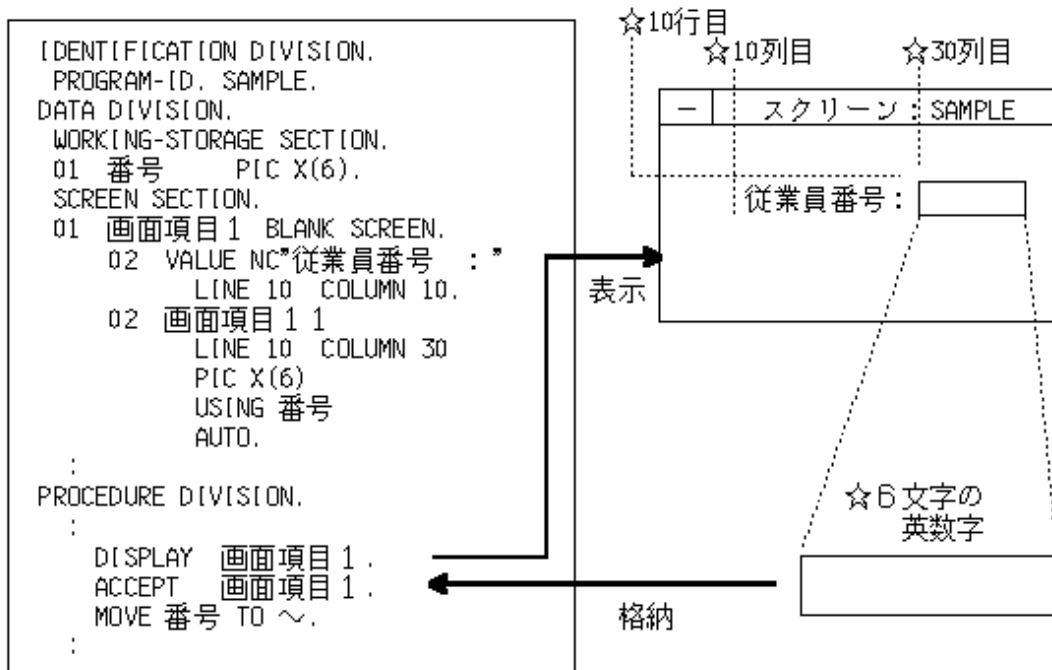 IDENTIFICATION DIVISION.
PROGRAM-ID. SAMPLE.
DATA DIVISION.
WORKING-STORAGE SECTION.
01 番号 PIC X(6).
SCREEN SECTION.
01 画面項目1 BLANK SCREEN.
02 VALUE NC"従業員番号 :"
LINE 10 COLUMN 10.
02 画面項目11
LINE 10 COLUMN 30
PIC X(6)
USING 番号
AUTO.
:
PROCEDURE DIVISION.
:
DISPLAY 画面項目1.
ACCEPT 画面項目1.
MOVE 番号 TO ~.
:
表示
格納
☆10行目
☆10列目
☆30列目
- スクリーン:SAMPLE
従業員番号:
☆6文字の
英数字